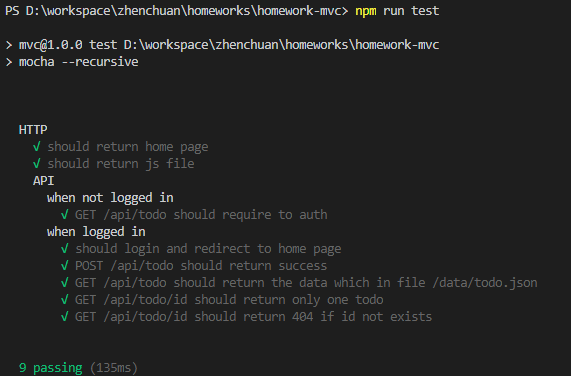 PS D:\workspace\zhenchuan\homeworks\homework-mvc> npm run test
> mvc@1.0.0 test D:\workspace\zhenchuan\homeworks\homework-mvc
> mocha --recursive
HTTP
√ should return home page
√ should return js file
API
when not logged in
√ GET /api/todo should require to auth
when logged in
√ should login and redirect to home page
√ POST /api/todo should return success
√ GET /api/todo should return the data which in file /data/todo.json
√ GET /api/todo/id should return only one todo
√ GET /api/todo/id should return 404 if id not exists
9 passing (135ms)